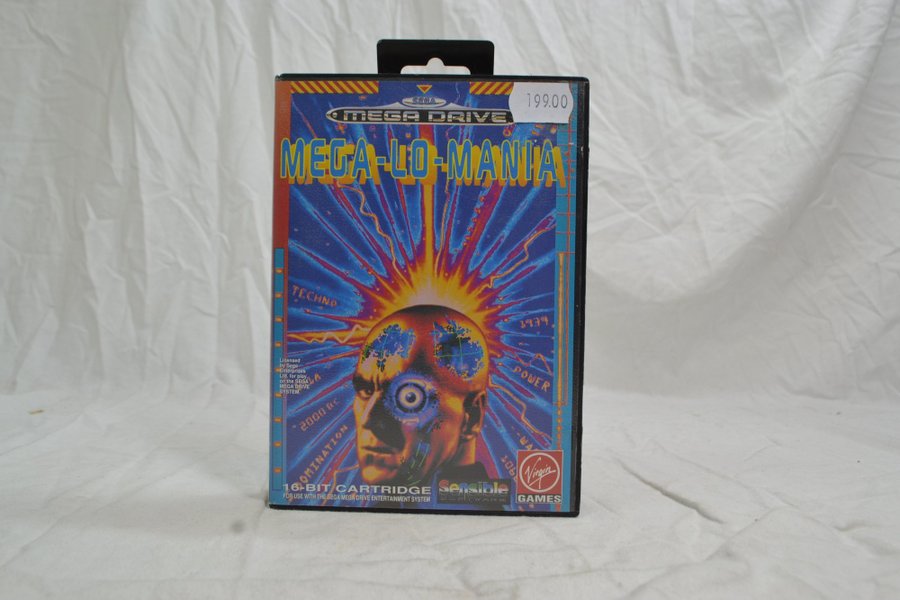 199.00
SEGA
MEGA DRIVE
MEGA-LO-MANIA
TECHNO
1939
Licensed
by Sega
Enterprises
Ltd. for play
on the SEGA
MEGA DRIVE
SYSTEM.
POWER
2000 BC
DOMINATION
16-BIT CARTRIDGE
FOR USE WITH THE SEGA MEGA DRIVE ENTERTAINMENT SYSTEM
Sensible
SOFTWARE
Virgin
GAMES